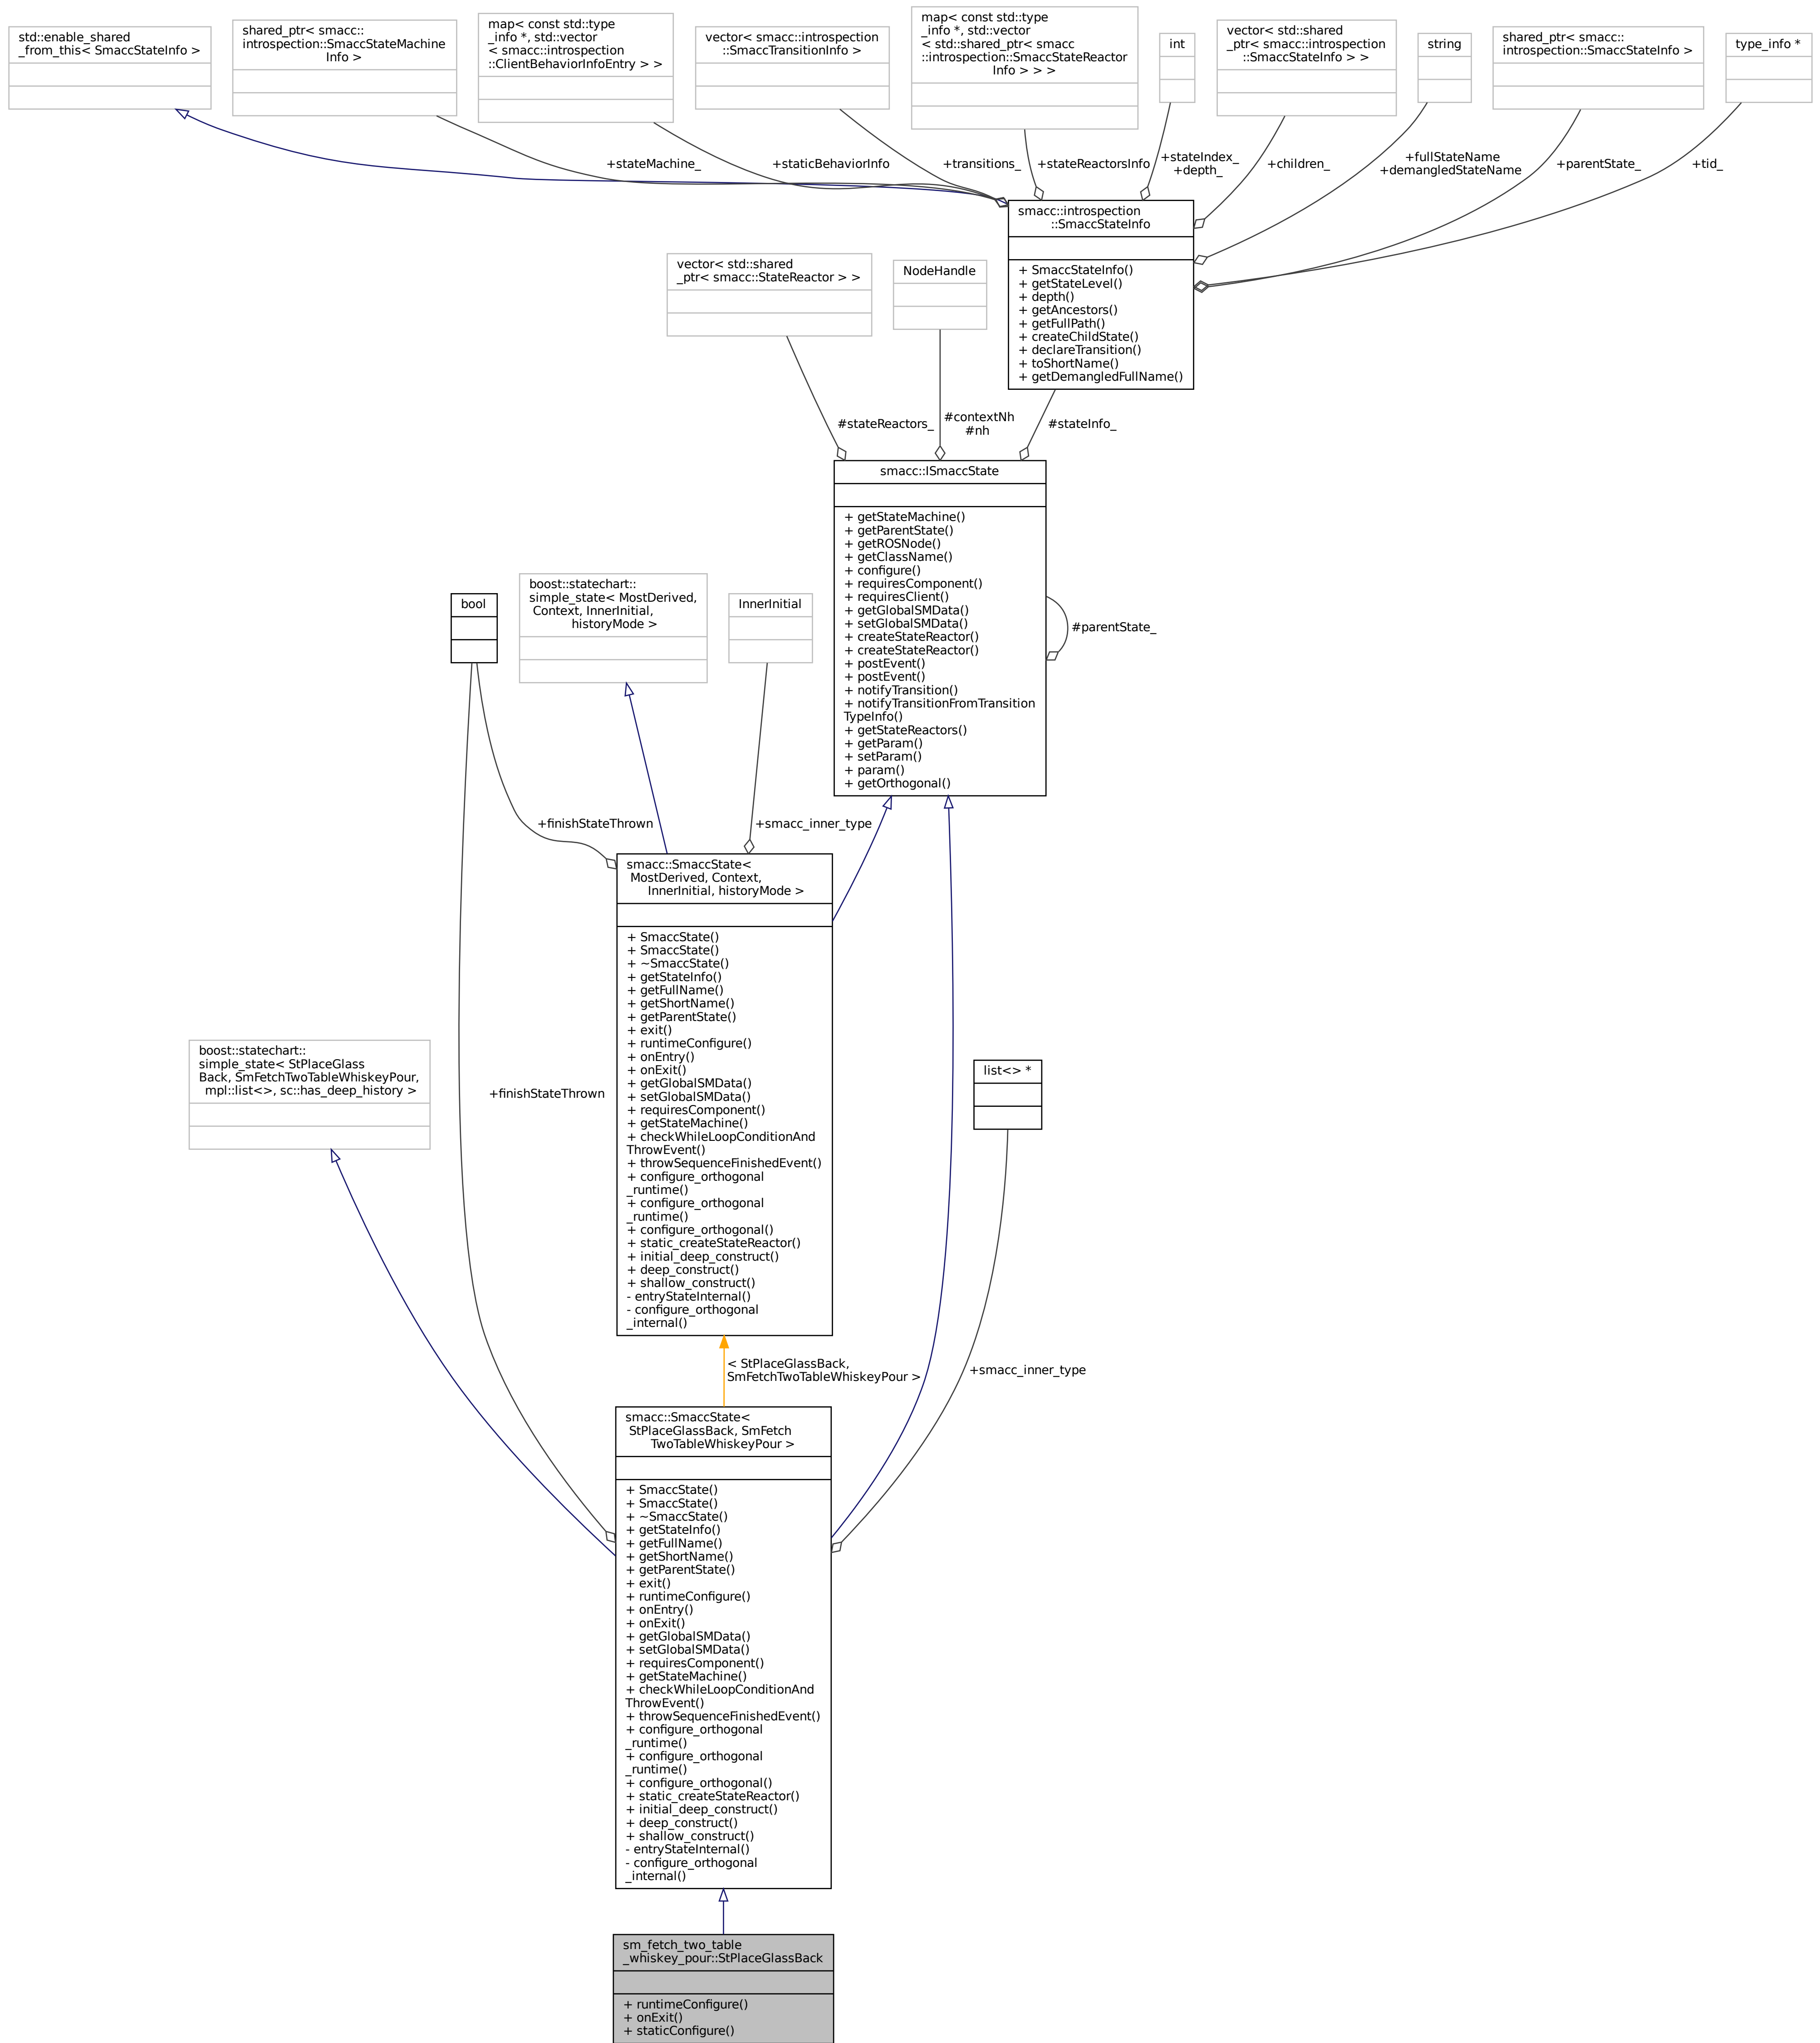 std::enable_shared
_from_this< SmaccStateInfo >
shared_ptr< smacc::
introspection::SmaccStateMachine
Info >
map< const std::type
_info *, std::vector
< smacc::introspection
::ClientBehaviorInfoEntry > >
vector< smacc::introspection
::SmaccTransitionInfo >
map< const std::type
_info *, std::vector
< std::shared_ptr< smacc
::introspection::SmaccStateReactor
Info > > >
int
vector< std::shared
_ptr< smacc::introspection
::SmaccStateInfo > >
string
shared_ptr< smacc::
introspection::SmaccStateInfo >
type_info *
+stateMachine_
+staticBehaviorInfo
+transitions_
+stateReactorsInfo
+stateIndex_
+depth_
+children_
+fullStateName
+demangledStateName
+parentState_
+tid_
smacc::introspection
::SmaccStateInfo
+ SmaccStateInfo()
+ getStateLevel()
+ depth()
+ getAncestors()
+ getFullPath()
+ createChildState()
+ declareTransition()
+ toShortName()
+ getDemangledFullName()
vector< std::shared
_ptr< smacc::StateReactor > >
NodeHandle
#stateReactors_
#contextNh
#nh
#stateInfo_
smacc::ISmaccState
+ getStateMachine()
+ getParentState()
+ getROSNode()
+ getClassName()
+ configure()
+ requiresComponent()
+ requiresClient()
+ getGlobalSMData()
+ setGlobalSMData()
+ createStateReactor()
+ createStateReactor()
+ postEvent()
+ postEvent()
+ notifyTransition()
+ notifyTransitionFromTransition
TypeInfo()
+ getStateReactors()
+ getParam()
+ setParam()
+ param()
+ getOrthogonal()
#parentState_
bool
boost::statechart::
simple_state< MostDerived,
Context, InnerInitial,
historyMode >
InnerInitial
+finishStateThrown
+smacc_inner_type
smacc::SmaccState<
MostDerived, Context,
InnerInitial, historyMode >
+ SmaccState()
+ SmaccState()
+ ~SmaccState()
+ getStateInfo()
+ getFullName()
+ getShortName()
+ getParentState()
+ exit()
+ runtimeConfigure()
+ onEntry()
+ onExit()
+ getGlobalSMData()
+ setGlobalSMData()
+ requiresComponent()
+ getStateMachine()
+ checkWhileLoopConditionAnd
ThrowEvent()
+ throwSequenceFinishedEvent()
+ configure_orthogonal
_runtime()
+ configure_orthogonal
_runtime()
+ configure_orthogonal()
+ static_createStateReactor()
+ initial_deep_construct()
+ deep_construct()
+ shallow_construct()
- entryStateInternal()
- configure_orthogonal
_internal()
boost::statechart::
simple_state< StPlaceGlass
Back, SmFetchTwoTableWhiskeyPour,
mpl::list<>, sc::has_deep_history >
+finishStateThrown
list<> *
< StPlaceGlassBack,
SmFetchTwoTableWhiskeyPour >
+smacc_inner_type
smacc::SmaccState<
StPlaceGlassBack, SmFetch
TwoTableWhiskeyPour >
+ SmaccState()
+ SmaccState()
+ ~SmaccState()
+ getStateInfo()
+ getFullName()
+ getShortName()
+ getParentState()
+ exit()
+ runtimeConfigure()
+ onEntry()
+ onExit()
+ getGlobalSMData()
+ setGlobalSMData()
+ requiresComponent()
+ getStateMachine()
+ checkWhileLoopConditionAnd
ThrowEvent()
+ throwSequenceFinishedEvent()
+ configure_orthogonal
_runtime()
+ configure_orthogonal
_runtime()
+ configure_orthogonal()
+ static_createStateReactor()
+ initial_deep_construct()
+ deep_construct()
+ shallow_construct()
- entryStateInternal()
- configure_orthogonal
_internal()
sm_fetch_two_table
_whiskey_pour::StPlaceGlassBack
+ runtimeConfigure()
+ onExit()
+ staticConfigure()